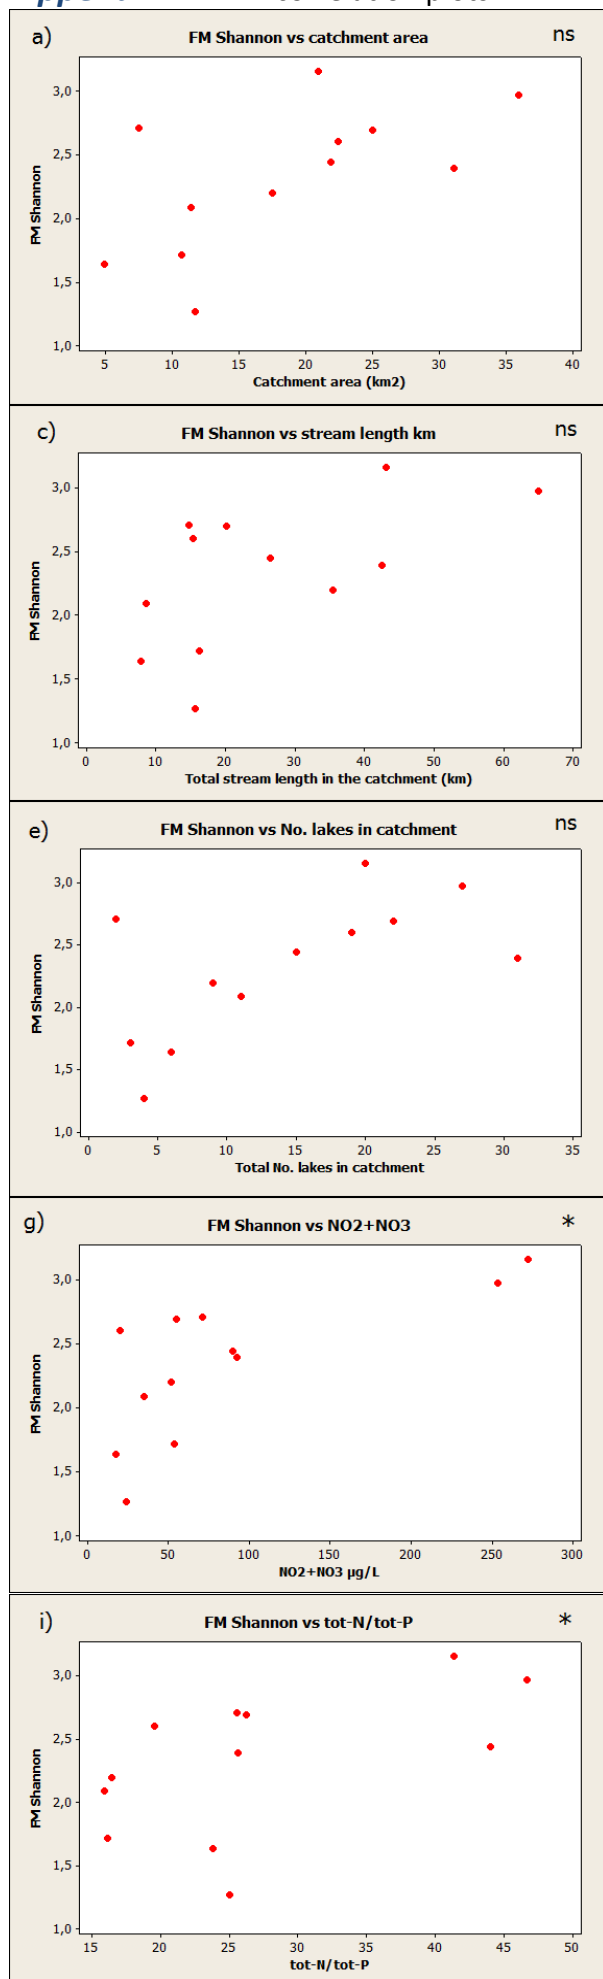 a) FM Shannon vs catchment area ns
3,0
2,5
2,0
1,5
1,0
FM Shannon
5 10 15 20 25 30 35 40
Catchment area (km2)
c) FM Shannon vs stream length km ns
3,0
2,5
2,0
1,5
1,0
FM Shannon
0 10 20 30 40 50 60 70
Total stream length in the catchment (km)
e) FM Shannon vs No. lakes in catchment ns
3,0
2,5
2,0
1,5
1,0
FM Shannon
0 5 10 15 20 25 30 35
Total No. lakes in catchment
g) FM Shannon vs NO2+NO3 *
3,0
2,5
2,0
1,5
1,0
FM Shannon
0 50 100 150 200 250 300
NO2+NO3 µg/L
i) FM Shannon vs tot-N/tot-P *
3,0
2,5
2,0
1,5
1,0
FM Shannon
15 20 25 30 35 40 45 50
tot-N/tot-P